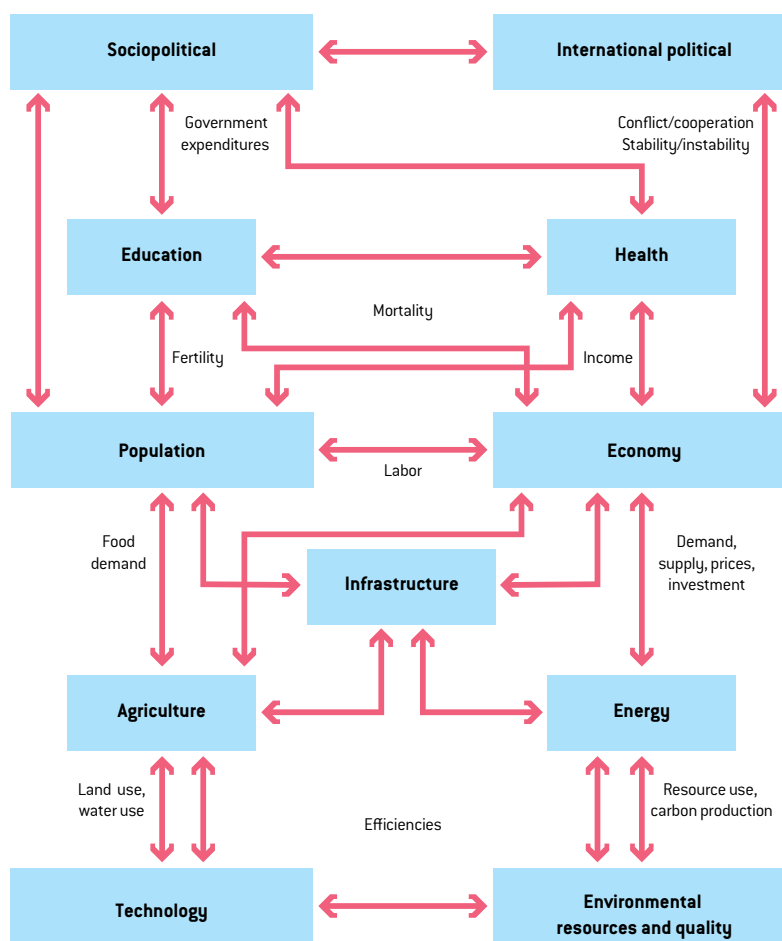 Sociopolitical
International political
Government
expenditures
Conflict/cooperation
Stability/instability
Education
Health
Mortality
Fertility
Income
Population
Economy
Labor
Food
demand
Demand,
supply, prices,
investment
Infrastructure
Agriculture
Energy
Land use,
water use
Resource use,
carbon production
Efficiencies
Technology
Environmental
resources and quality